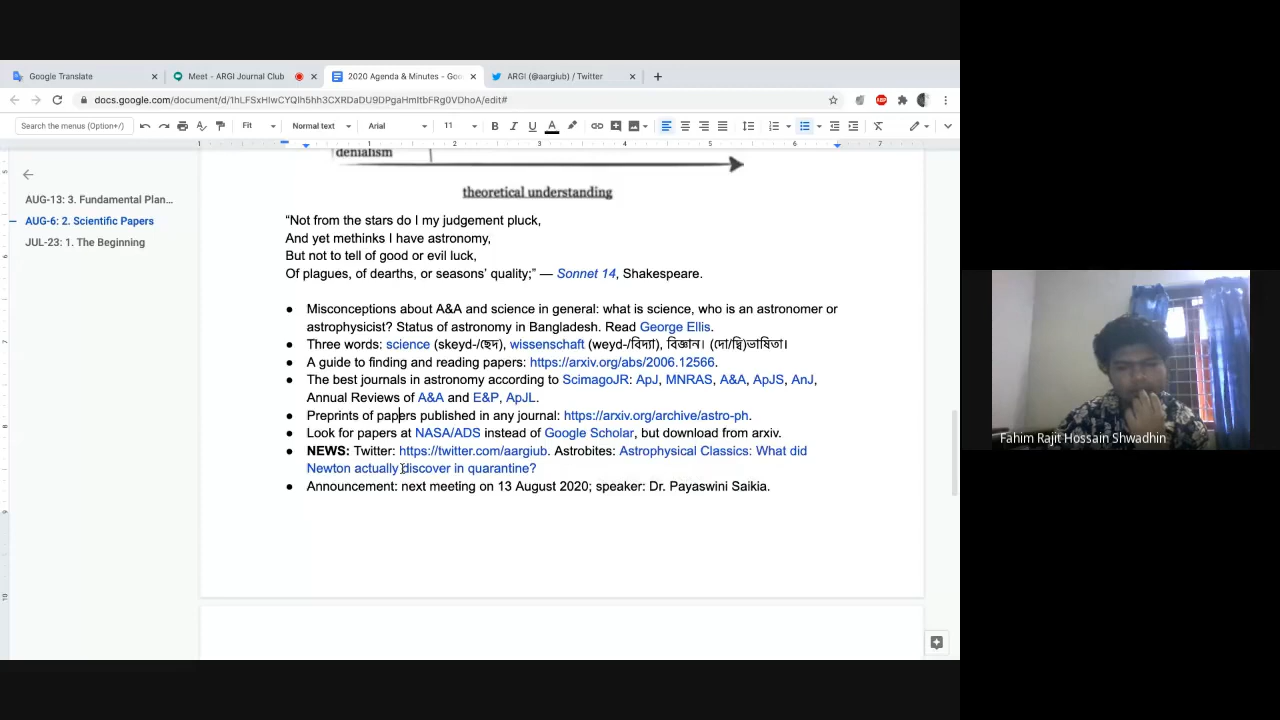 Google Translate
Meet - ARGI Journal Club
2020 Agenda & Minutes - Goo
ARGI (@aargiub) / Twitter
docs.google.com/document/d/1hLFSxHIwCYQIh5hh3CXRDaDU9DPgaHmItbFRg0VDhoA/edit#
Search the menus (Option+/)
Fit
Normal text
Arial
11
1 1 2 3 4 5 6 7
AUG-13: 3. Fundamental Plan...
AUG-6: 2. Scientific Papers
JUL-23: 1. The Beginning
denialism
theoretical understanding
“Not from the stars do I my judgement pluck,
And yet methinks I have astronomy,
But not to tell of good or evil luck,
Of plagues, of dearths, or seasons’ quality;” — Sonnet 14, Shakespeare.
● Misconceptions about A&A and science in general: what is science, who is an astronomer or
astrophysicist? Status of astronomy in Bangladesh. Read George Ellis.
● Three words: science (skeyd-/ছেদ), wissenschaft (weyd-/বিদ্যা), বিজ্ঞান। (দো/দ্বি)ভাষিতা।
● A guide to finding and reading papers: https://arxiv.org/abs/2006.12566.
● The best journals in astronomy according to ScimagoJR: ApJ, MNRAS, A&A, ApJS, AnJ,
Annual Reviews of A&A and E&P, ApJL.
● Preprints of papers published in any journal: https://arxiv.org/archive/astro-ph.
● Look for papers at NASA/ADS instead of Google Scholar, but download from arxiv.
● NEWS: Twitter: https://twitter.com/aargiub. Astrobites: Astrophysical Classics: What did
Newton actually discover in quarantine?
● Announcement: next meeting on 13 August 2020; speaker: Dr. Payaswini Saikia.
Fahim Rajit Hossain Shwadhin